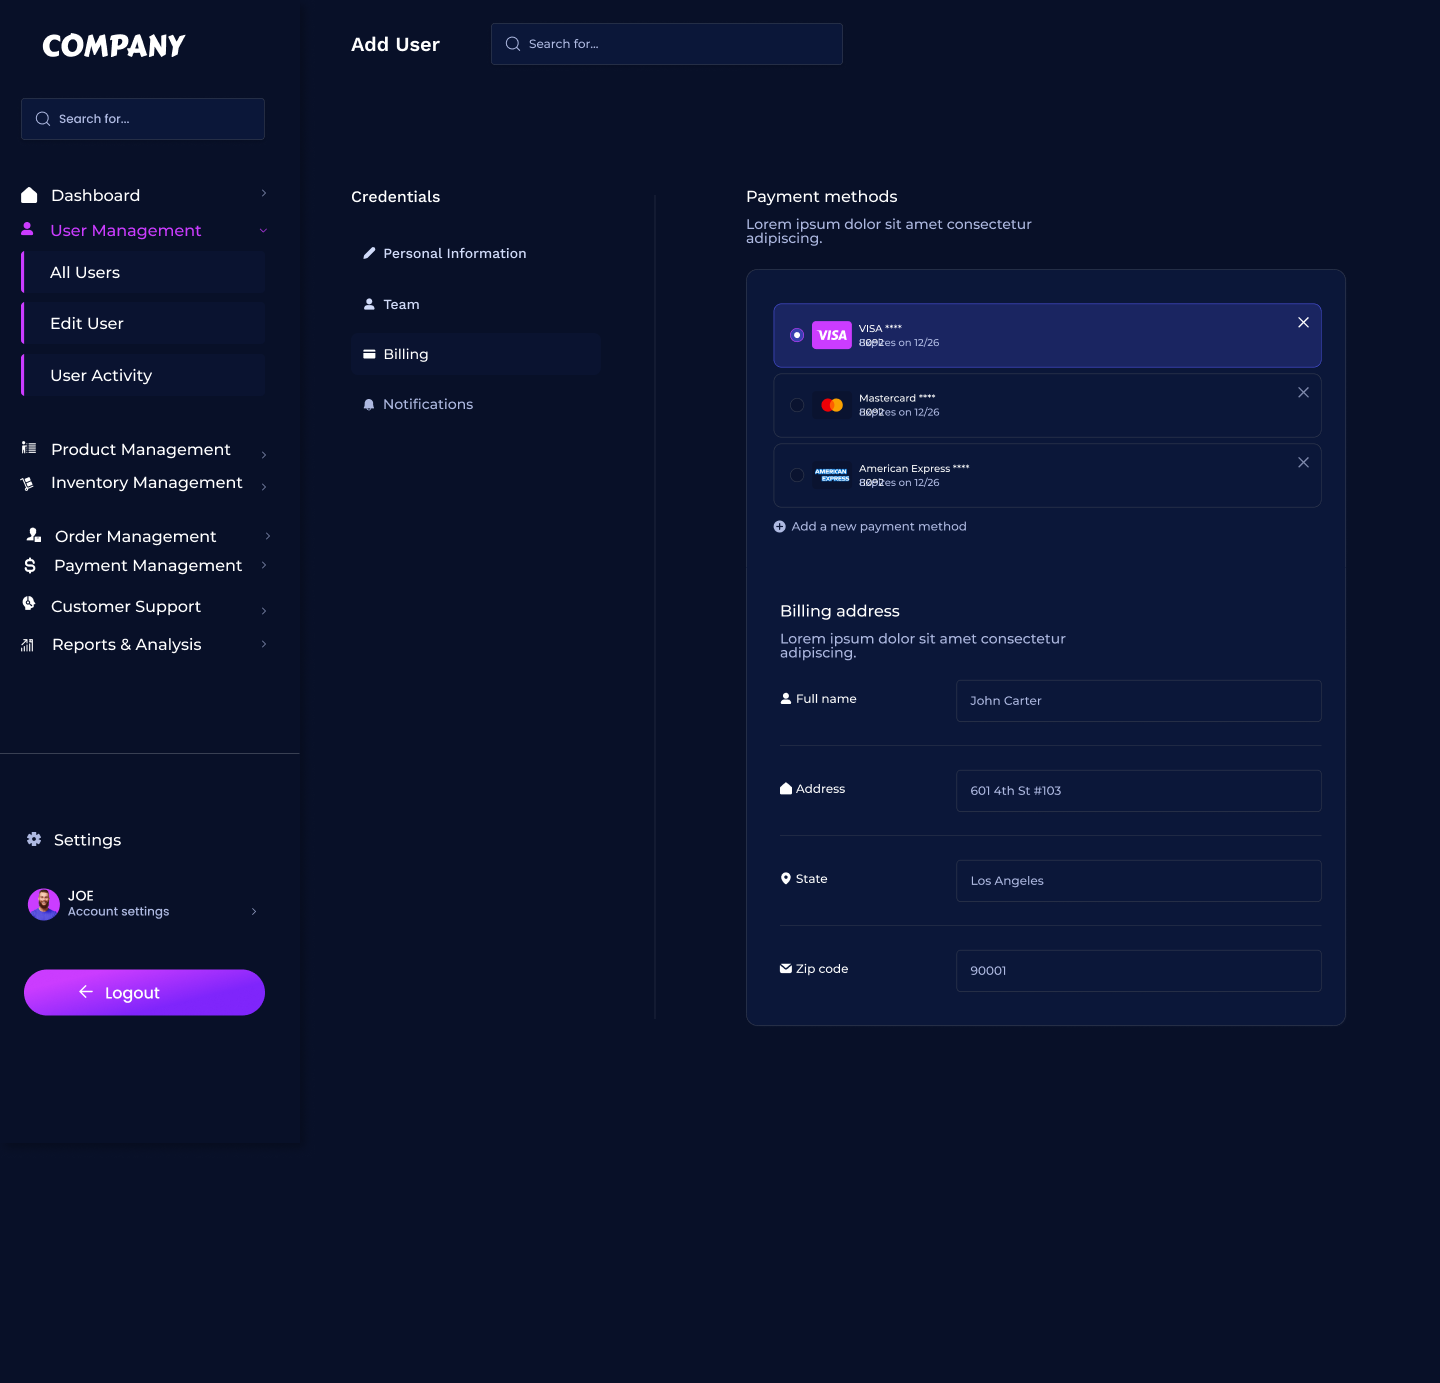 COMPANY
Search for...
Dashboard
User Management
All Users
Edit User
User Activity
Product Management
Inventory Management
Order Management
Payment Management
Customer Support
Reports & Analysis
Settings
JOE
Account settings
Logout
Add User
Search for...
Credentials
Personal Information
Team
Billing
Notifications
Payment methods
Lorem ipsum dolor sit amet consectetur
adipiscing.
VISA
VISA ****
Expires on 12/26
Mastercard ****
Expires on 12/26
AMERICAN
EXPRESS
American Express ****
Expires on 12/26
Add a new payment method
Billing address
Lorem ipsum dolor sit amet consectetur
adipiscing.
Full name
John Carter
Address
601 4th St #103
State
Los Angeles
Zip code
90001